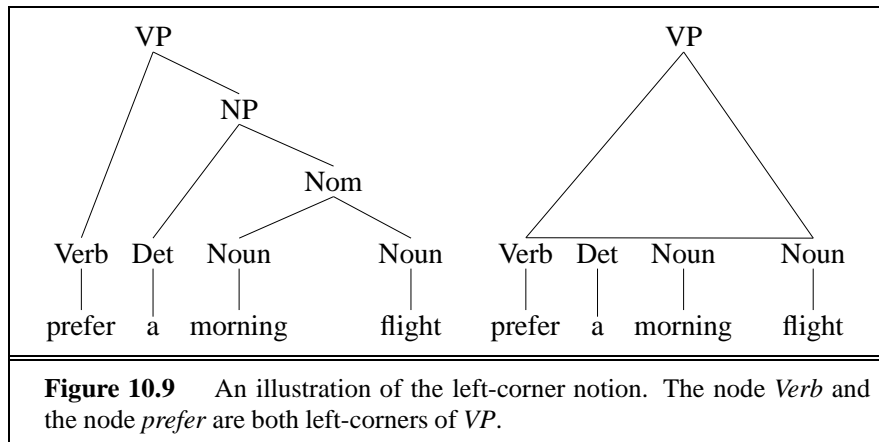 VP VP
NP
Nom
Verb Det Noun Noun Verb Det Noun Noun
prefer a morning flight prefer a morning flight
Figure 10.9 An illustration of the left-corner notion. The node Verb and
the node prefer are both left-corners of VP.